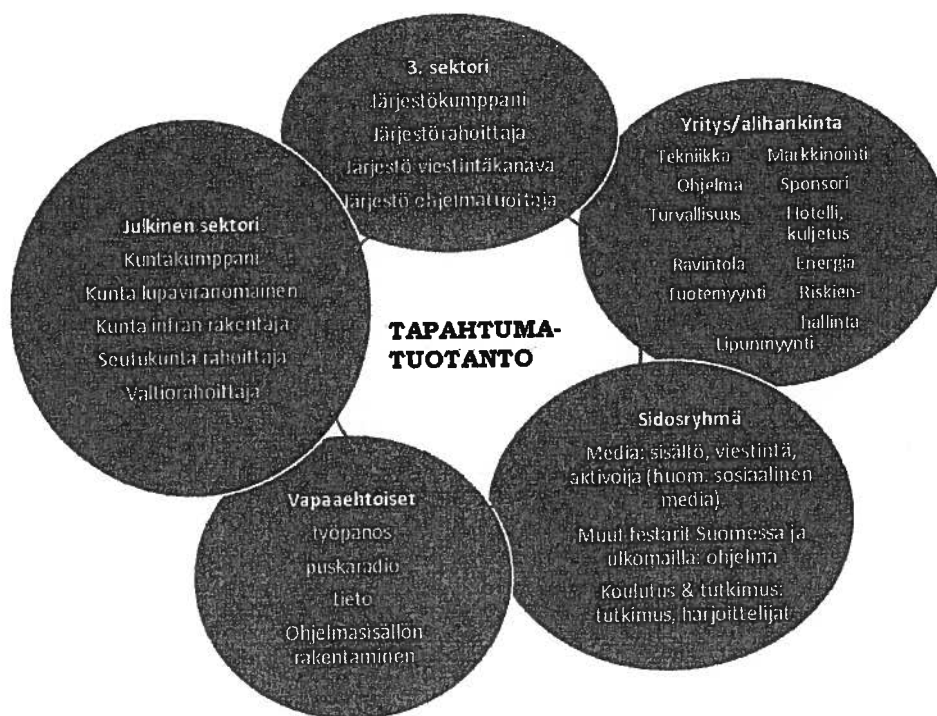 3. sektori
Järjestökumppani
Järjestörahoittaja
Järjestö viestintäkanava
Järjestö ohjelmatuottaja
Yritys/alihankinta
Tekniikka Markkinointi
Ohjelma Sponsori
Turvallisuus Hotelli,
kuljetus
Ravintola Energia
Tuotemyynti Riskien-
hallinta
Lipunmyynti
Julkinen sektori
Kuntakumppani
Kunta lupaviranomainen
Kunta infran rakentaja
Seutukunta rahoittaja
Valtiorahoittaja
TAPAHTUMA-
TUOTANTO
Sidosryhmä
Media: sisältö, viestintä,
aktivoija (huom. sosiaalinen
media)
Muut festarit Suomessa ja
ulkomailla: ohjelma
Koulutus & tutkimus:
tutkimus, harjoittelijat
Vapaaehtoiset
työpanos
puskaradio
tieto
Ohjelmasisällön
rakentaminen